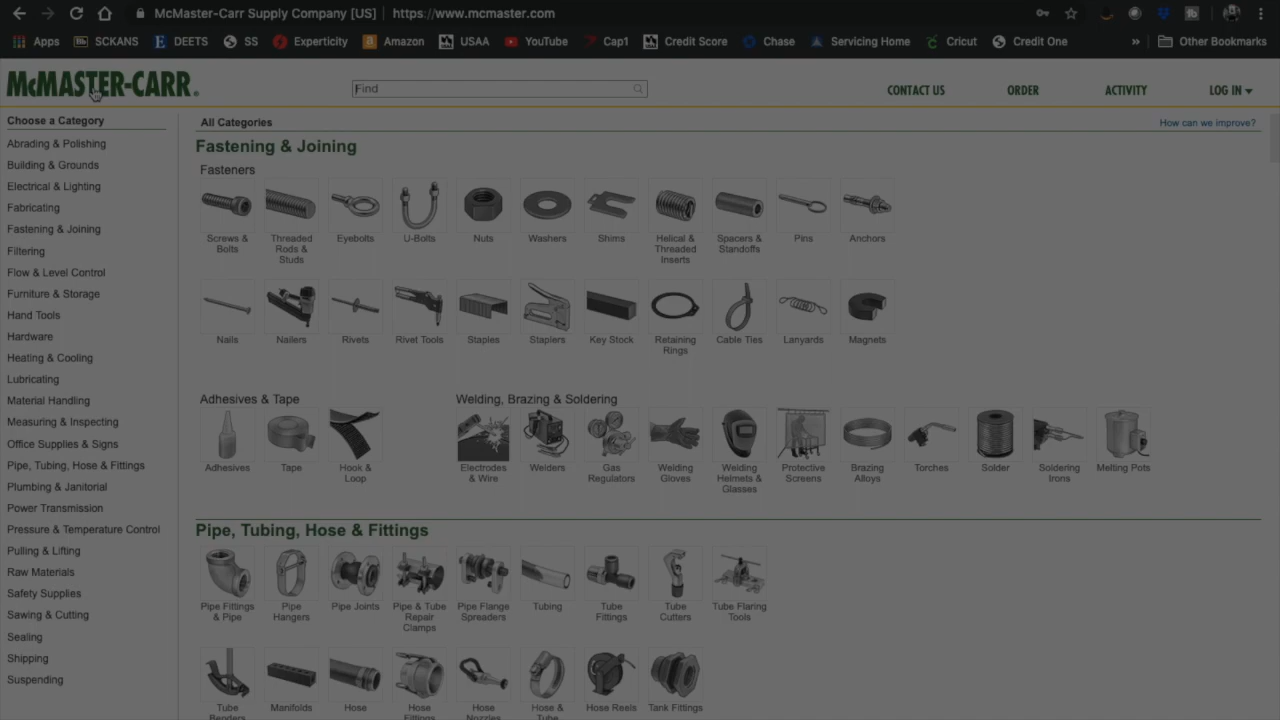 McMaster-Carr Supply Company [US] | https://www.mcmaster.com
Apps SCKANS DEETS SS Experticity Amazon USAA YouTube Cap1 Credit Score Chase Servicing Home Cricut Credit One » Other Bookmarks
McMASTER-CARR®
Find
CONTACT US ORDER ACTIVITY LOG IN
Choose a Category
Abrading & Polishing
Building & Grounds
Electrical & Lighting
Fabricating
Fastening & Joining
Filtering
Flow & Level Control
Furniture & Storage
Hand Tools
Hardware
Heating & Cooling
Lubricating
Material Handling
Measuring & Inspecting
Office Supplies & Signs
Pipe, Tubing, Hose & Fittings
Plumbing & Janitorial
Power Transmission
Pressure & Temperature Control
Pulling & Lifting
Raw Materials
Safety Supplies
Sawing & Cutting
Sealing
Shipping
Suspending
All Categories
How can we improve?
Fastening & Joining
Fasteners
Screws & Threaded Eyebolts U-Bolts Nuts Washers Shims Helical & Spacers & Pins Anchors
Bolts Rods & Threaded Standoffs
Studs Inserts
Nails Nailers Rivets Rivet Tools Staples Staplers Key Stock Retaining Cable Ties Lanyards Magnets
Rings
Adhesives & Tape Welding, Brazing & Soldering
Adhesives Tape Hook & Electrodes Welders Gas Welding Welding Protective Brazing Torches Solder Soldering Melting Pots
Loop & Wire Regulators Gloves Helmets & Screens Alloys Irons
Glasses
Pipe, Tubing, Hose & Fittings
Pipe Fittings Pipe Pipe Joints Pipe & Tube Pipe Flange Tubing Tube Tube Tube Flaring
& Pipe Hangers Repair Spreaders Fittings Cutters Tools
Clamps
Tube Manifolds Hose Hose Hose Hose & Hose Reels Tank Fittings
Benders Fittings Nozzles Tube